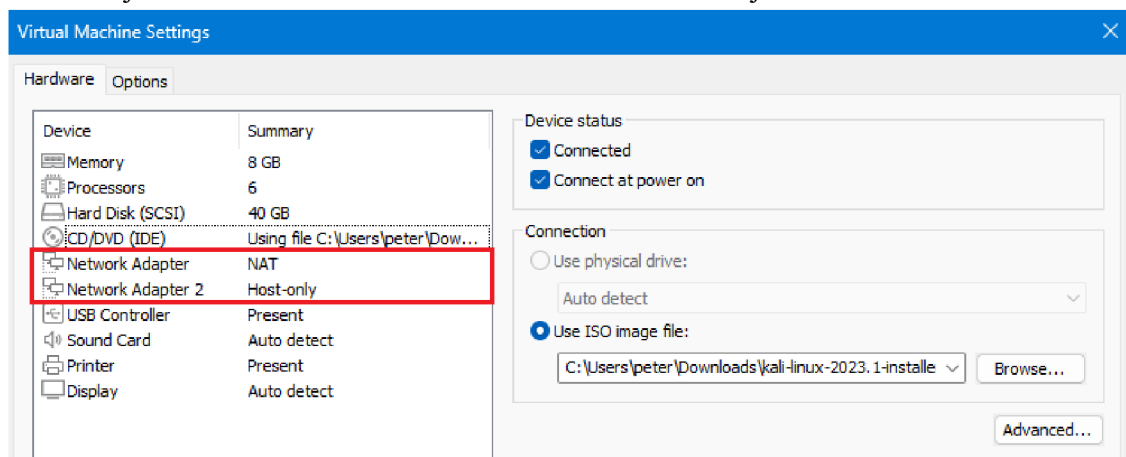 Virtual Machine Settings
Hardware Options
Device Summary
Memory 8 GB
Processors 6
Hard Disk (SCSI) 40 GB
CD/DVD (IDE) Using file C:\Users\peter\Dow...
Network Adapter NAT
Network Adapter 2 Host-only
USB Controller Present
Sound Card Auto detect
Printer Present
Display Auto detect
Device status
Connected
Connect at power on
Connection
Use physical drive:
Auto detect
Use ISO image file:
C:\Users\peter\Downloads\kali-linux-2023.1-installe Browse...
Advanced...